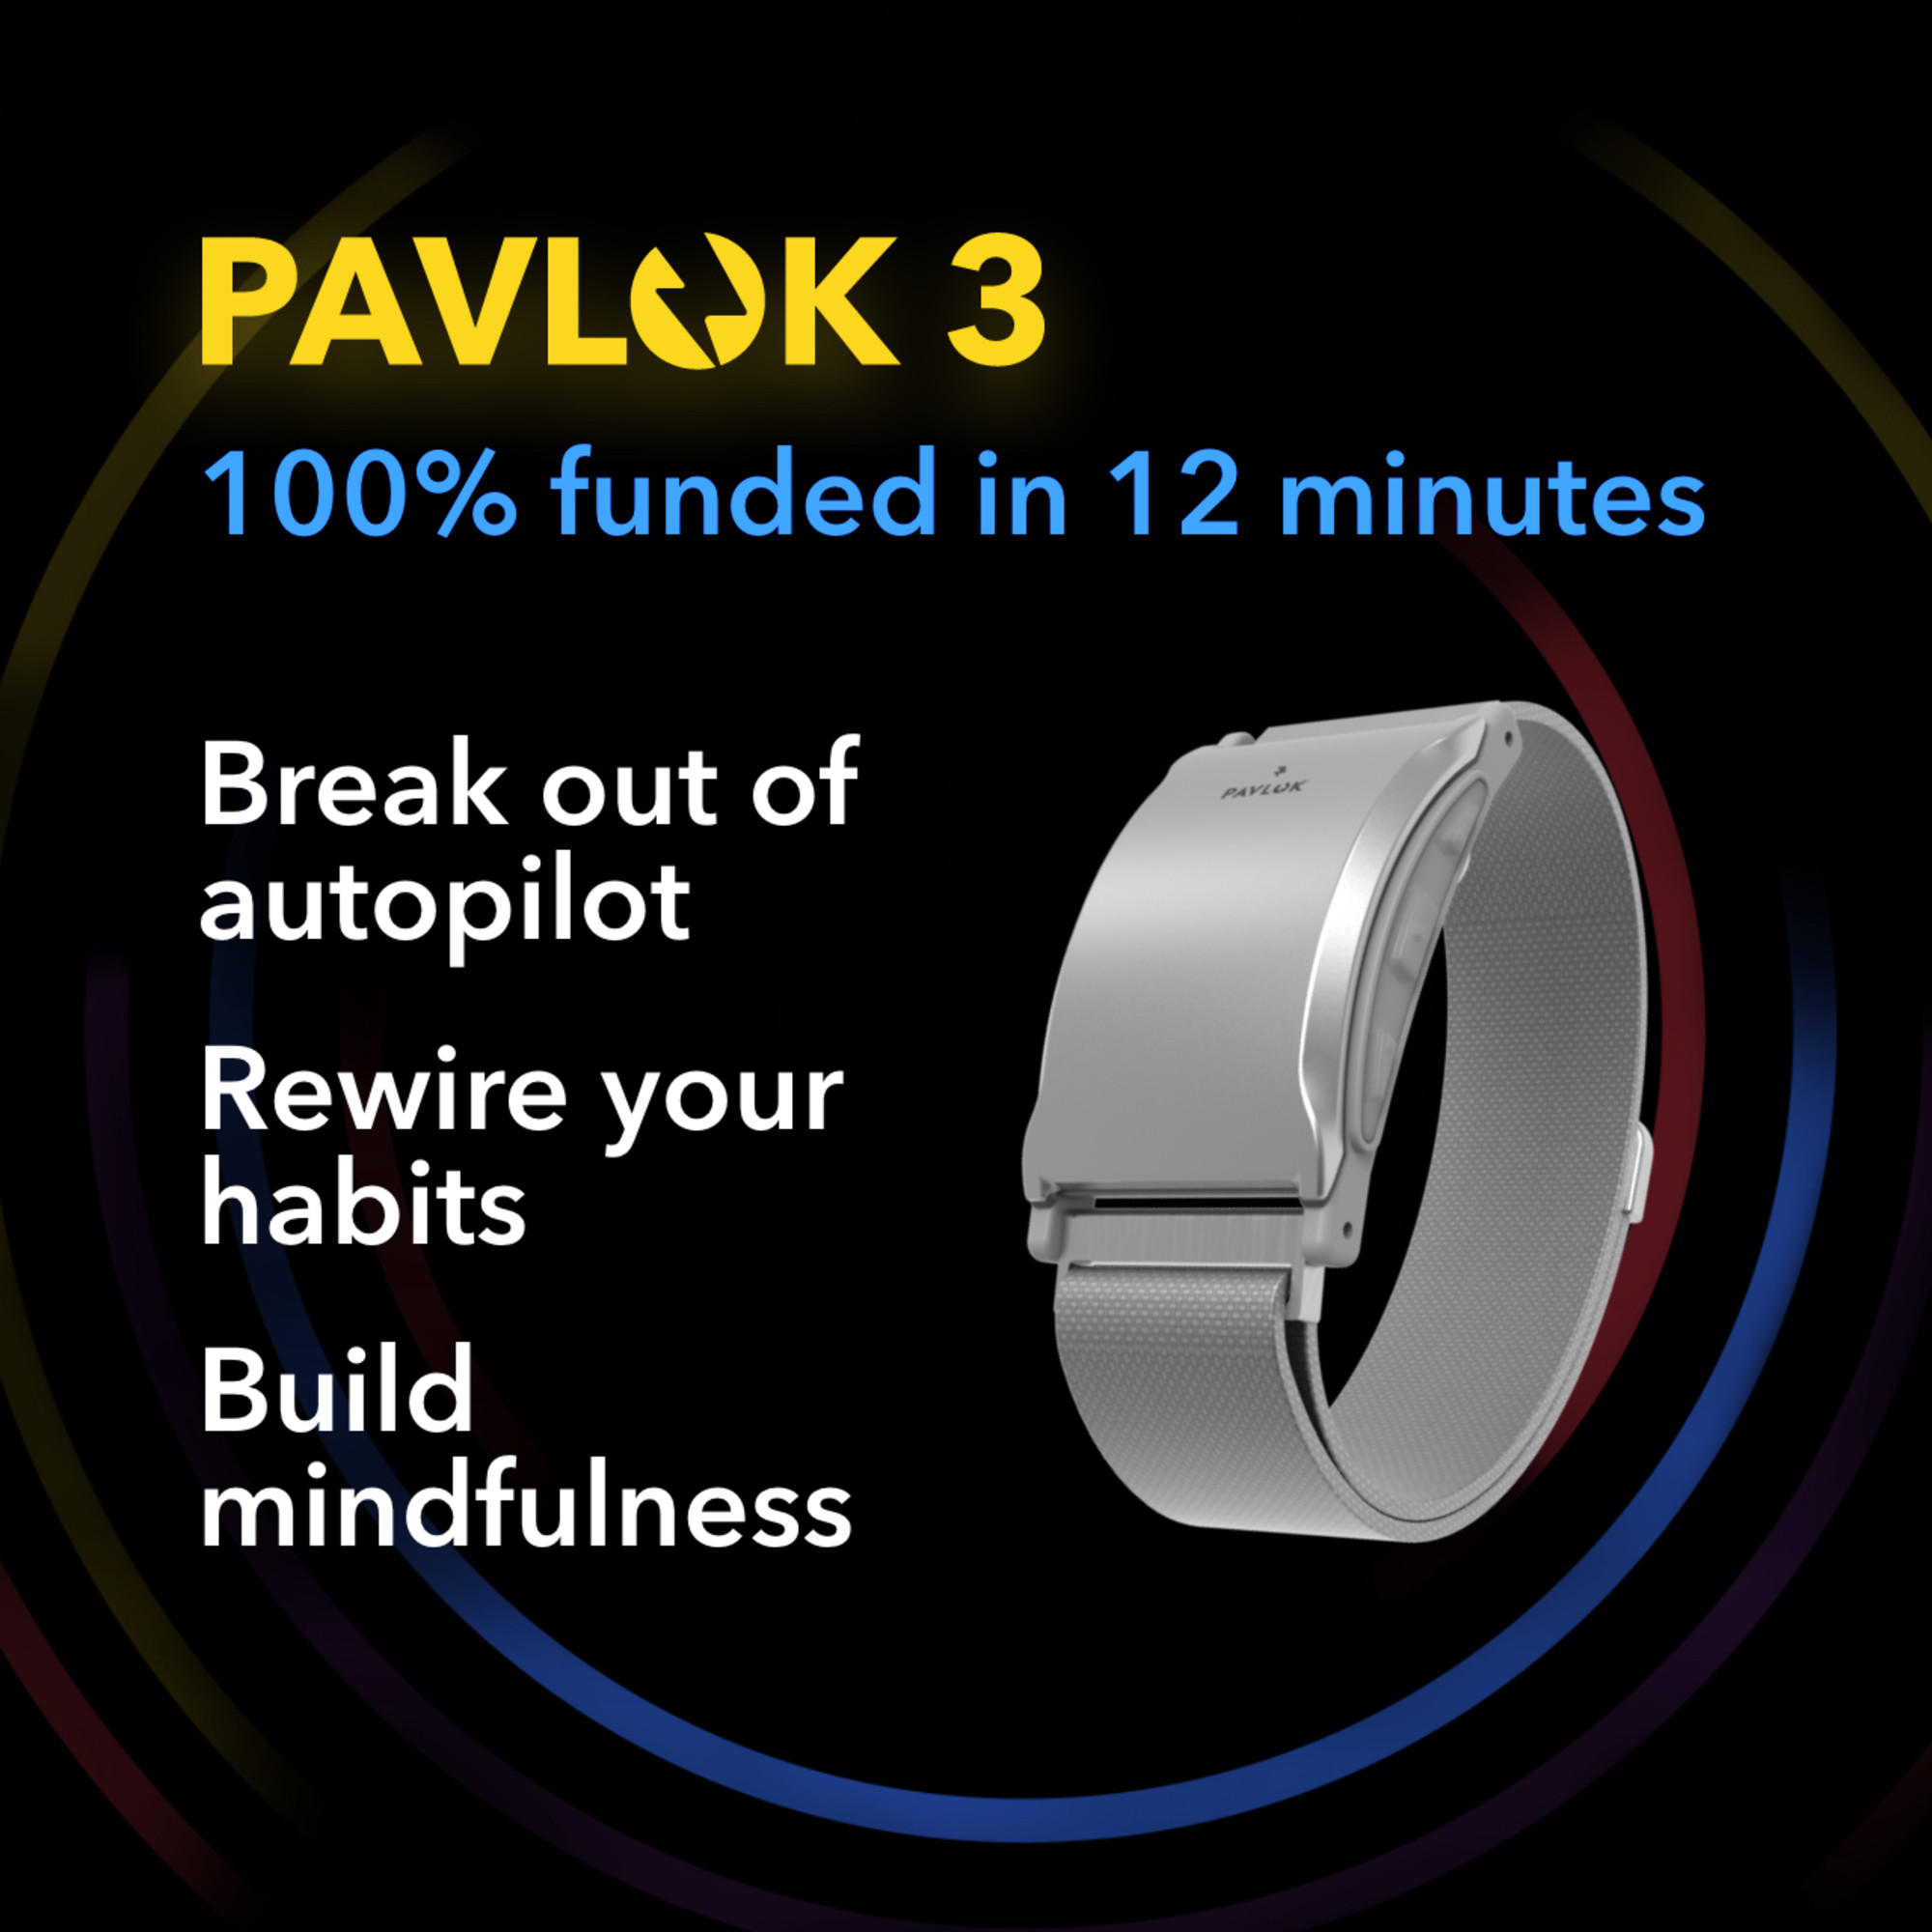 PAVLOK 3
100% funded in 12 minutes
Break out of
autopilot
Rewire your
habits
Build
mindfulness
PAVLOK